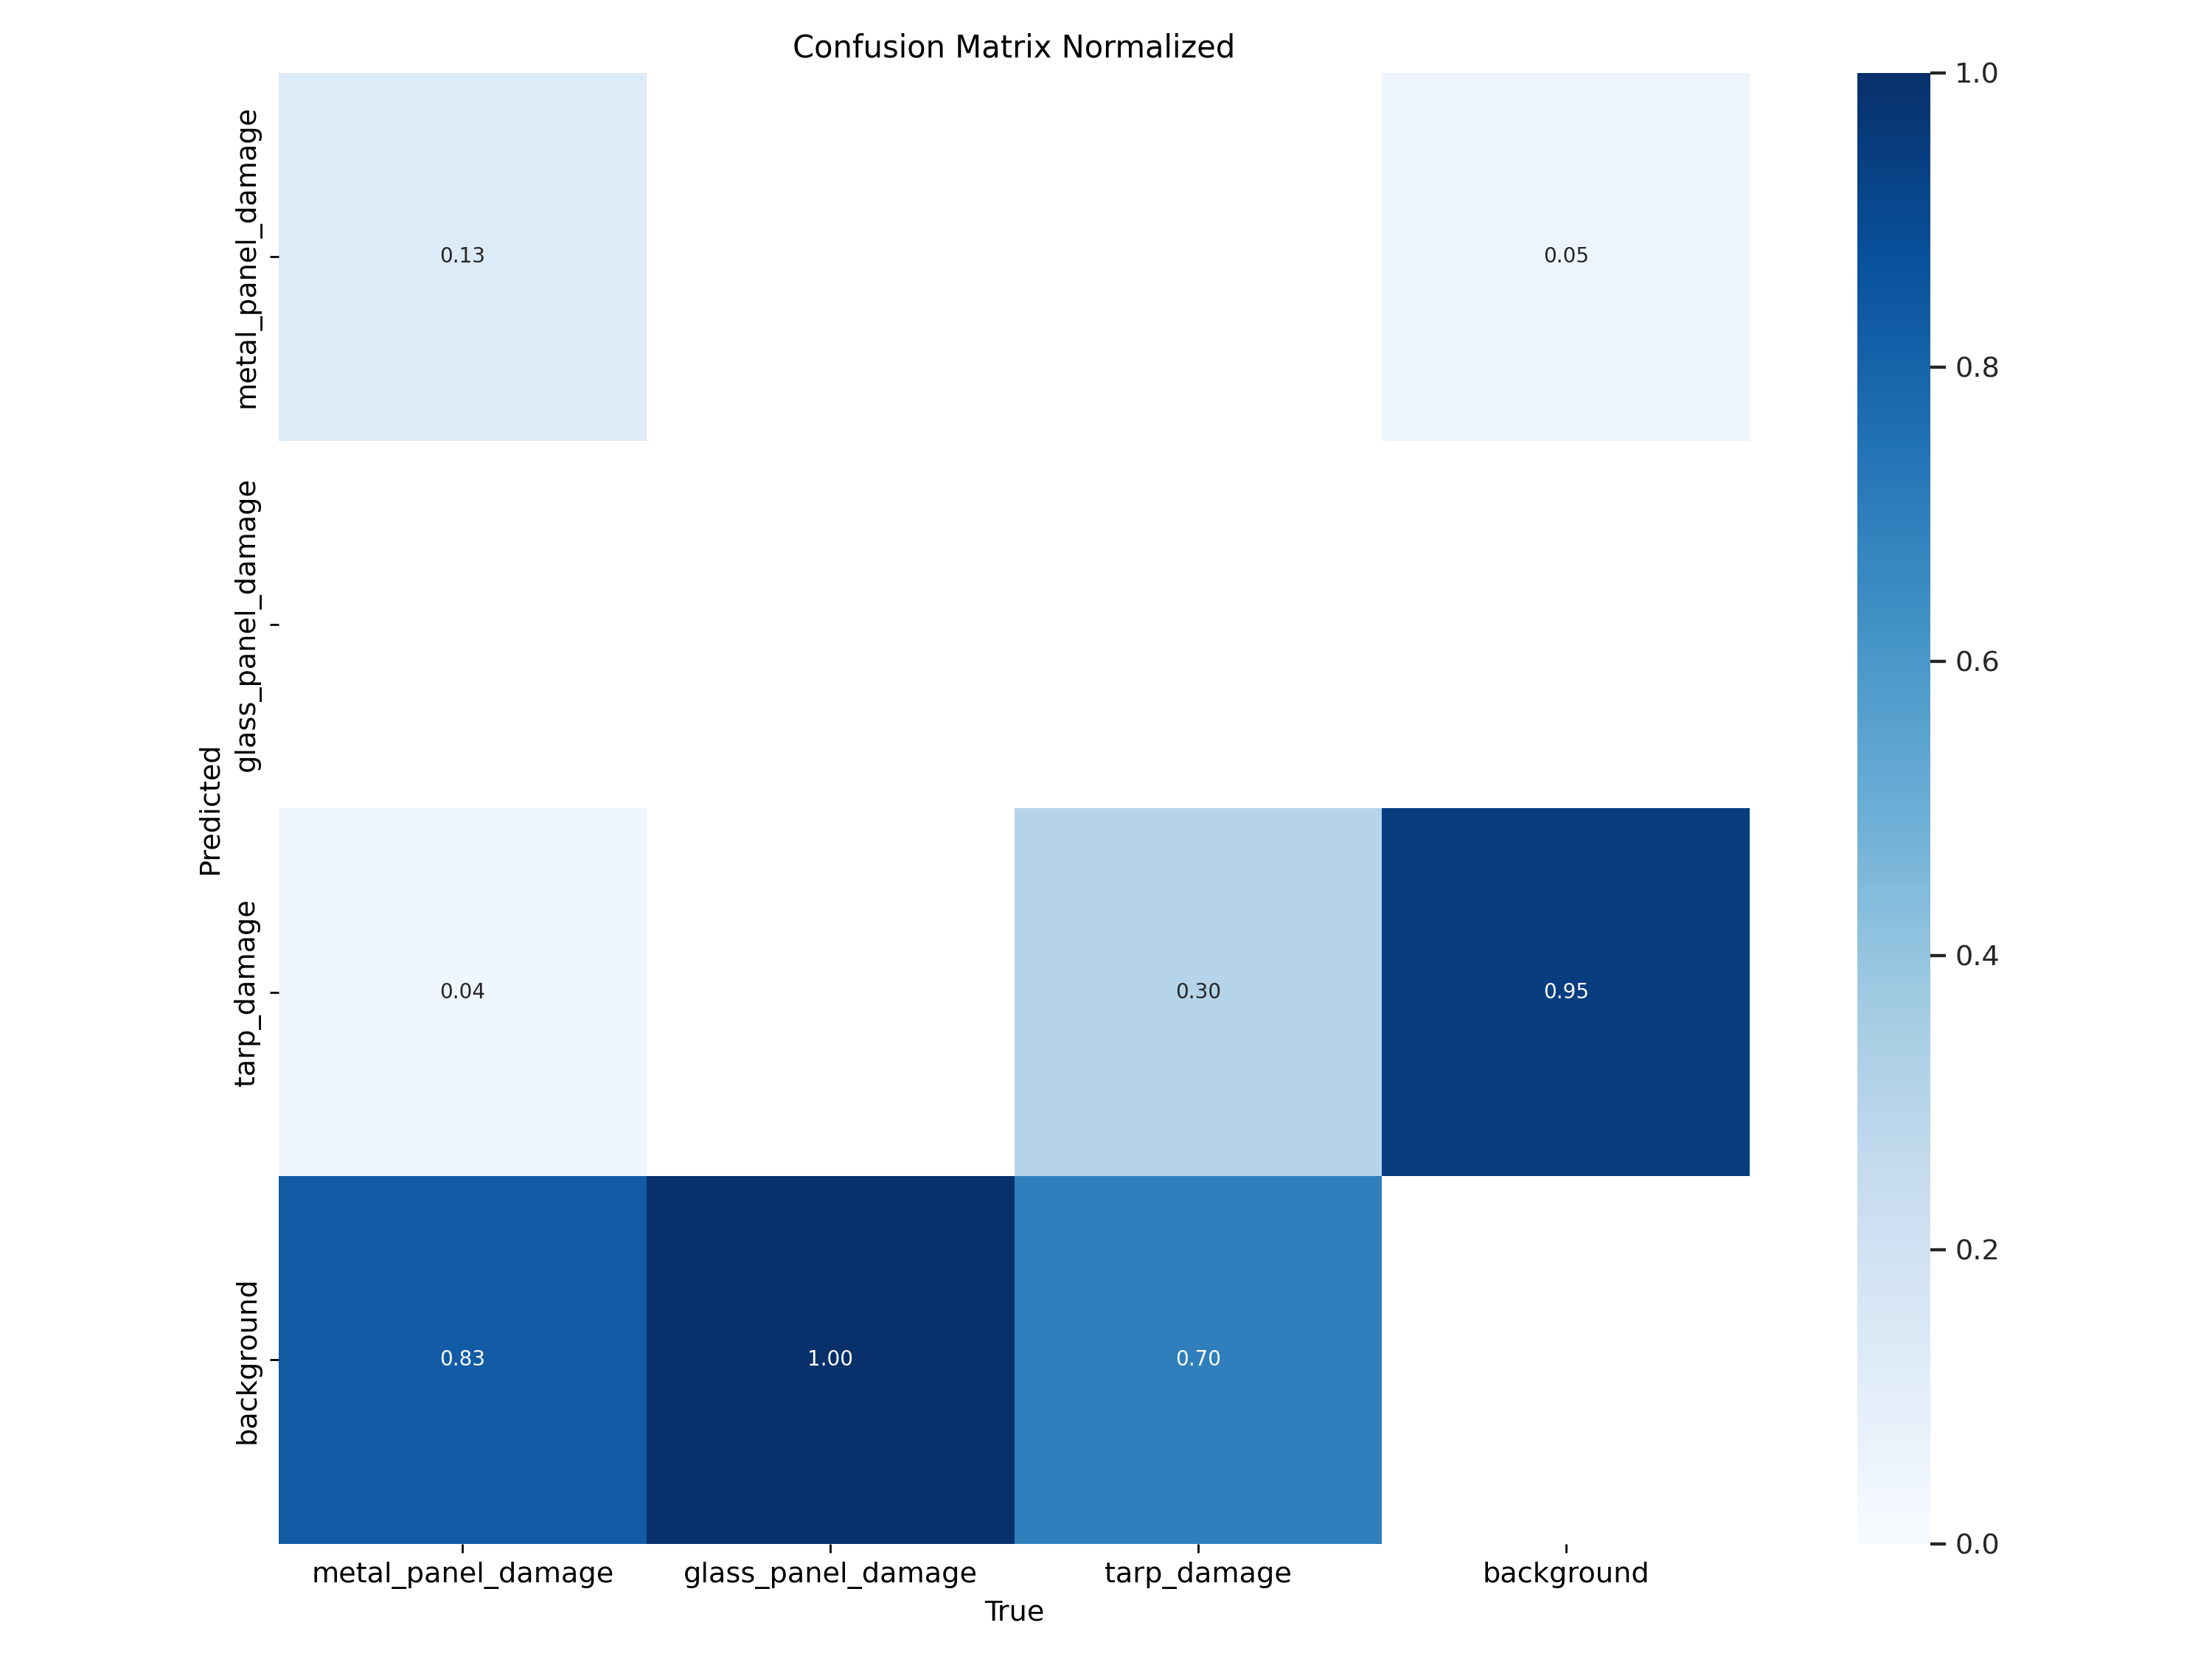 Confusion Matrix Normalized
metal_panel_damage
glass_panel_damage
tarp_damage
background
Predicted
0.13
0.05
0.04
0.30
0.95
0.83
1.00
0.70
metal_panel_damage
glass_panel_damage
tarp_damage
background
True
1.0
0.8
0.6
0.4
0.2
0.0